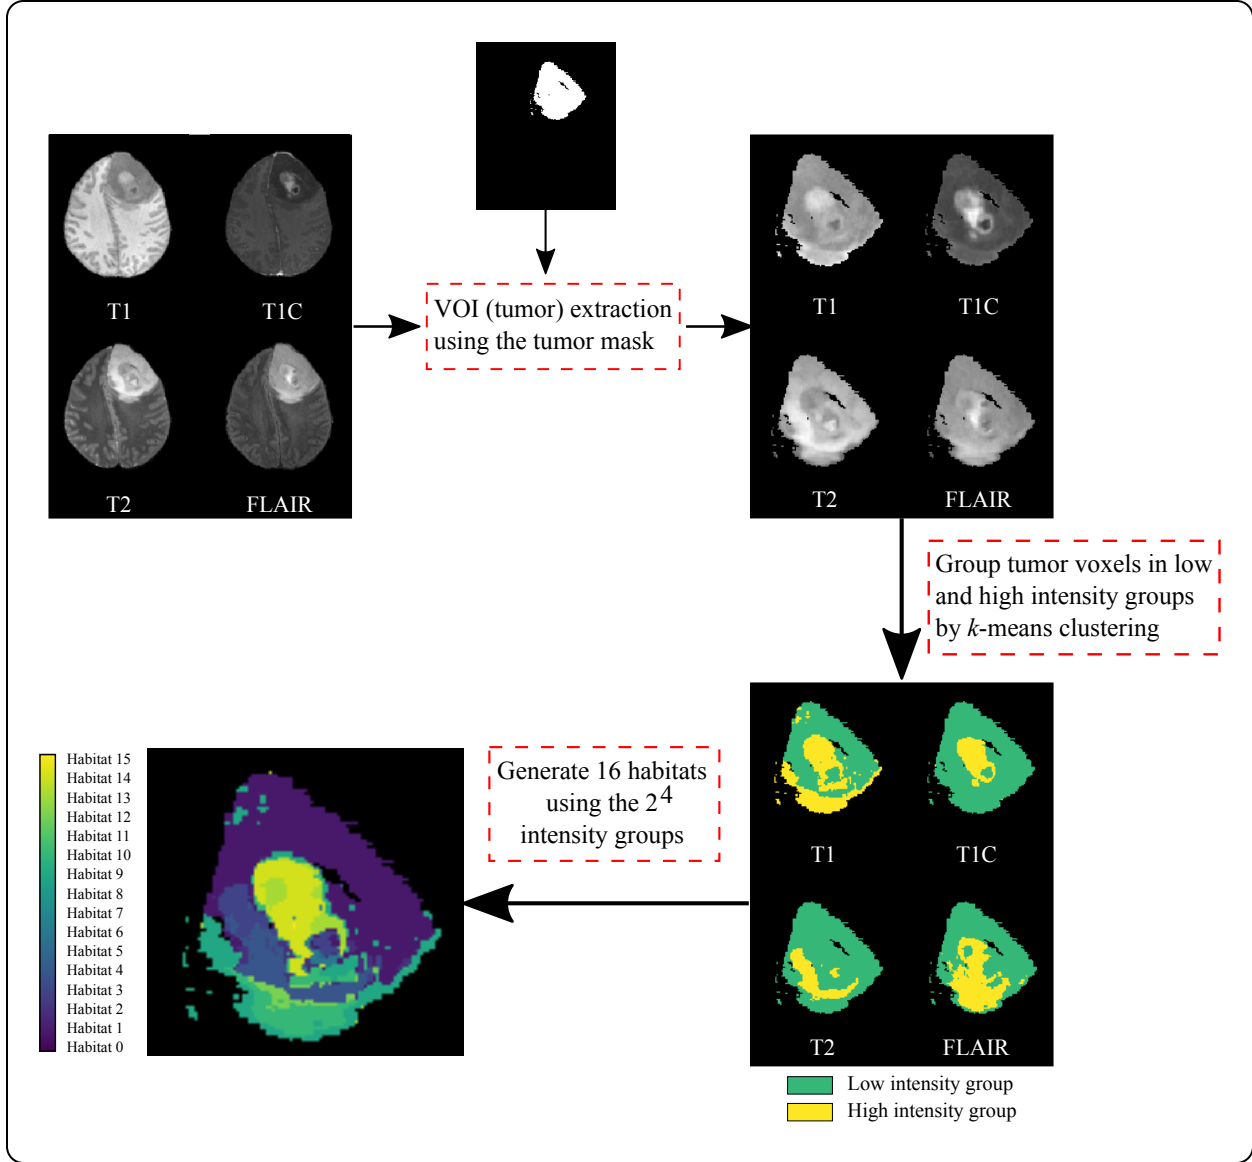 T1
T1C
T2
FLAIR
VOI (tumor) extraction
using the tumor mask
T1
T1C
T2
FLAIR
Group tumor voxels in low
and high intensity groups
by k-means clustering
T1
T1C
T2
FLAIR
Low intensity group
High intensity group
Generate 16 habitats
using the 2^4
intensity groups
Habitat 15
Habitat 14
Habitat 13
Habitat 12
Habitat 11
Habitat 10
Habitat 9
Habitat 8
Habitat 7
Habitat 6
Habitat 5
Habitat 4
Habitat 3
Habitat 2
Habitat 1
Habitat 0